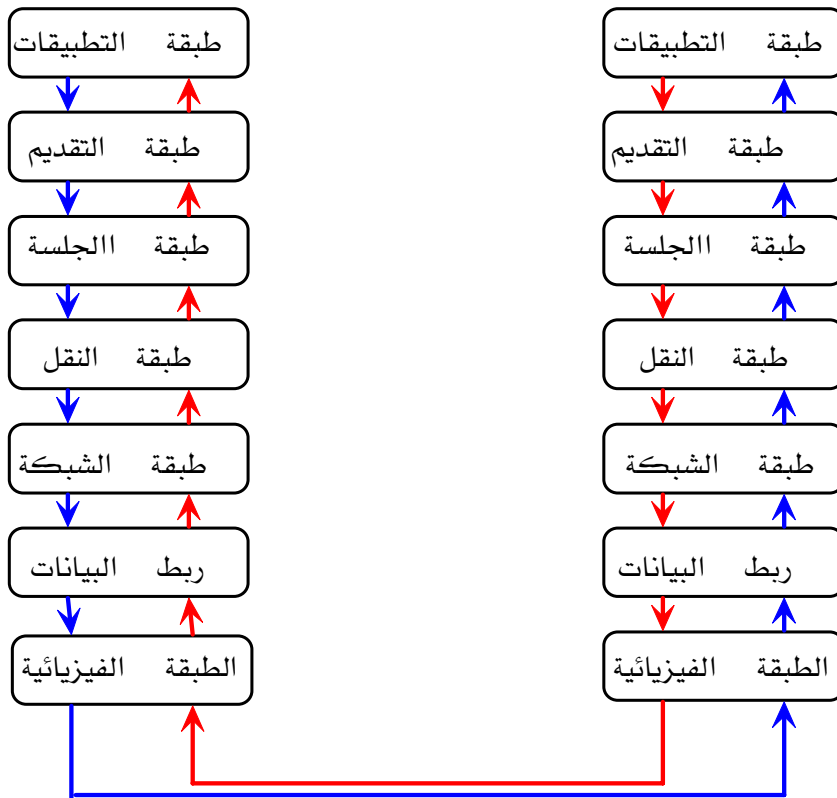 طبقة التطبيقات
طبقة التقديم
طبقة االجلسة
طبقة النقل
طبقة الشبكة
ربط البيانات
الطبقة الفيزيائية
طبقة التطبيقات
طبقة التقديم
طبقة االجلسة
طبقة النقل
طبقة الشبكة
ربط البيانات
الطبقة الفيزيائية